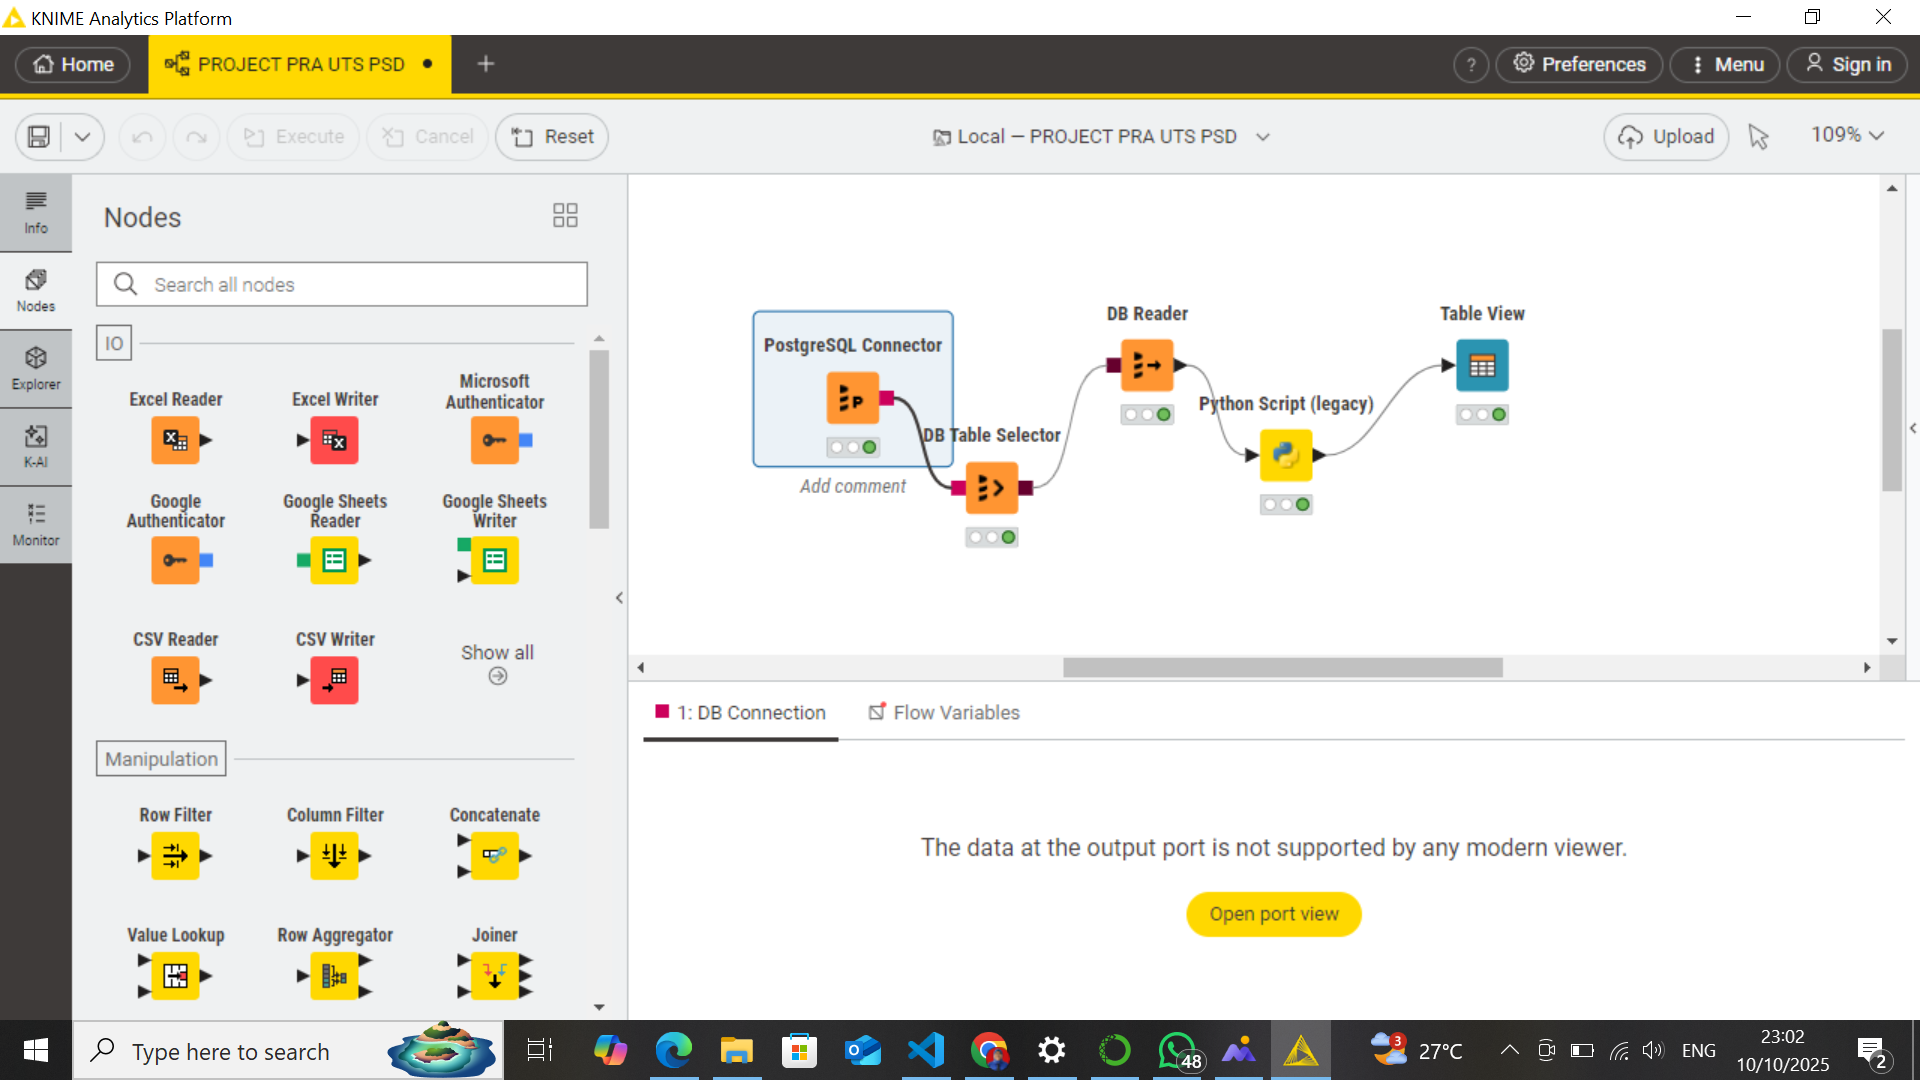 KNIME Analytics Platform
Home
PROJECT PRA UTS PSD
?
Preferences
Menu
Sign in
Execute
Cancel
Reset
Local — PROJECT PRA UTS PSD
Upload
109%
Info
Nodes
Explorer
K-AI
Monitor
Nodes
Search all nodes
IO
Excel Reader
Excel Writer
Microsoft
Authenticator
Google
Authenticator
Google Sheets
Reader
Google Sheets
Writer
CSV Reader
CSV Writer
Show all
Manipulation
Row Filter
Column Filter
Concatenate
Value Lookup
Row Aggregator
Joiner
PostgreSQL Connector
P
Add comment
DB Table Selector
DB Reader
Python Script (legacy)
Table View
1: DB Connection
Flow Variables
The data at the output port is not supported by any modern viewer.
Open port view
Type here to search
48
3
27°C
ENG
23:02
10/10/2025
2